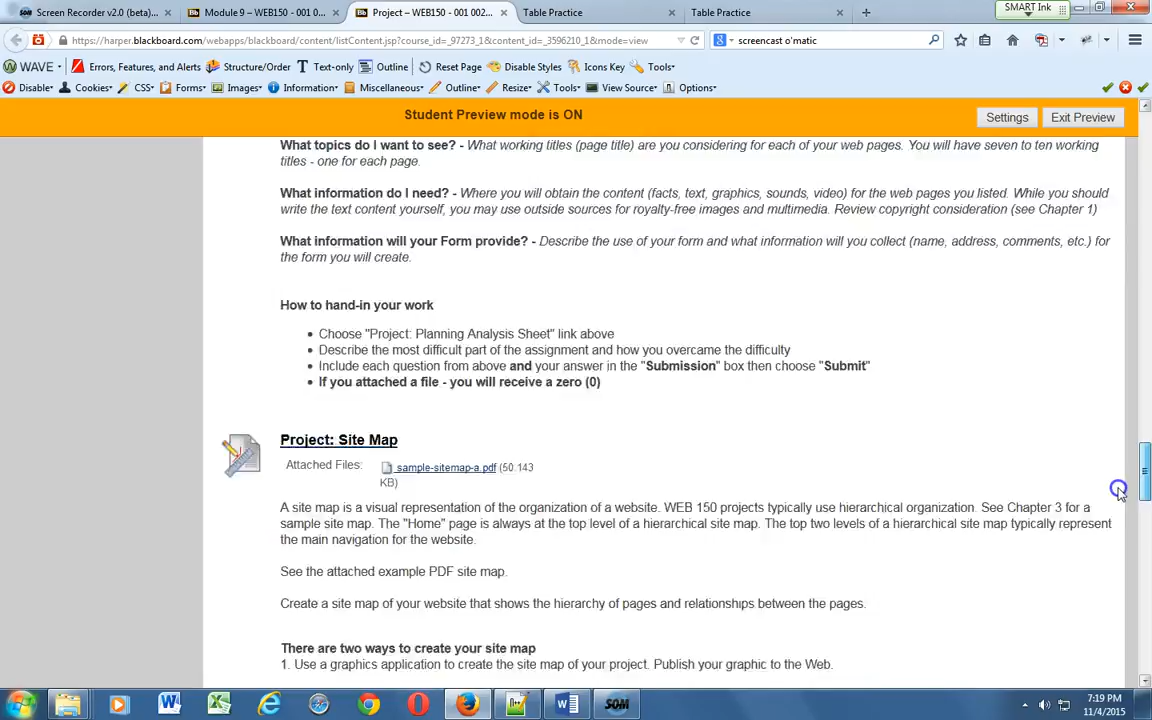 Screen Recorder v2.0 (beta)... × Module 9 – WEB150 - 001 0... × Project – WEB150 - 001 002... × Table Practice × Table Practice × + SMART Ink
https://harper.blackboard.com/webapps/blackboard/content/listContent.jsp?course_id=_97273_1&content_id=_3596210_1&mode=view screencast o'matic
WAVE Errors, Features, and Alerts Structure/Order Text-only Outline Reset Page Disable Styles Icons Key Tools
Disable Cookies CSS Forms Images Information Miscellaneous Outline Resize Tools View Source Options
Student Preview mode is ON Settings Exit Preview
What topics do I want to see? - What working titles (page title) are you considering for each of your web pages. You will have seven to ten working
titles - one for each page.
What information do I need? - Where you will obtain the content (facts, text, graphics, sounds, video) for the web pages you listed. While you should
write the text content yourself, you may use outside sources for royalty-free images and multimedia. Review copyright consideration (see Chapter 1)
What information will your Form provide? - Describe the use of your form and what information will you collect (name, address, comments, etc.) for
the form you will create.
How to hand-in your work
• Choose "Project: Planning Analysis Sheet" link above
• Describe the most difficult part of the assignment and how you overcame the difficulty
• Include each question from above and your answer in the "Submission" box then choose "Submit"
• If you attached a file - you will receive a zero (0)
Project: Site Map
Attached Files: sample-sitemap-a.pdf (50.143
KB)
A site map is a visual representation of the organization of a website. WEB 150 projects typically use hierarchical organization. See Chapter 3 for a
sample site map. The "Home" page is always at the top level of a hierarchical site map. The top two levels of a hierarchical site map typically represent
the main navigation for the website.
See the attached example PDF site map.
Create a site map of your website that shows the hierarchy of pages and relationships between the pages.
There are two ways to create your site map
1. Use a graphics application to create the site map of your project. Publish your graphic to the Web.
SOM 7:19 PM
11/4/2015